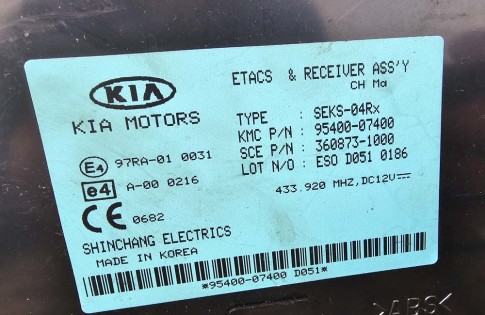 ETACS & RECEIVER ASS'Y
CH Ma
KIA
KIA MOTORS
TYPE : SEKS-04Rx
KMC P/N : 95400-07400
SCE P/N : 360873-1000
LOT N/O : ESO D051 0186
E4 97RA-01 0031
e4 A-00 0216
CE 0682
433.920 MHZ,DC12V
SHINCHANG ELECTRICS
MADE IN KOREA
*95400-07400 D051*
>ABS<